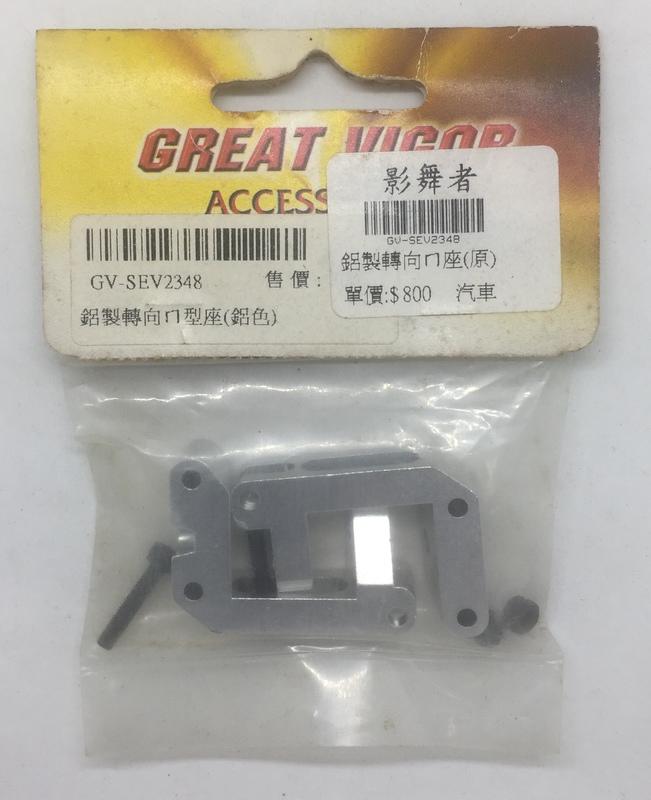 GREAT VIGOR
ACCESS
影舞者
GV-SEV2348
鋁製轉向ㄇ座(原)
單價:$800 汽車
GV-SEV2348 售價:
鋁製轉向ㄇ型座(鋁色)